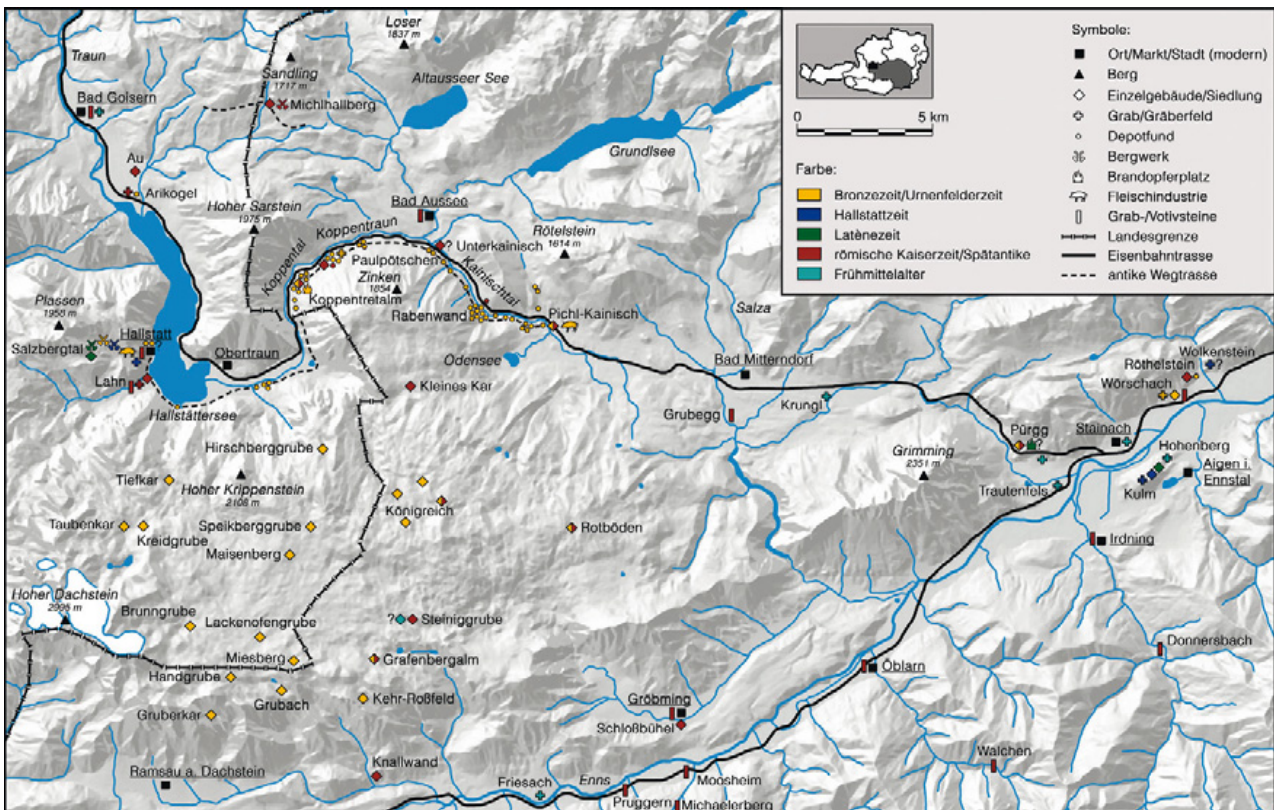 Loser
1837 m
Traun
Sandling
1717 m
Altausseer See
Bad Goisern
Michlhallberg
Grundlsee
Au
Arikogel
Hoher Sarstein
1975 m
Bad Aussee
Koppentraun
? Unterkainisch
Rötelstein
1614 m
Koppental
Paulpötschen
Zinken
1854
Kainischtal
Koppentretalm
Rabenwand
Pichl-Kainisch
Salza
Plassen
1953 m
Hallstatt
Salzbergtal
Obertraun
Odensee
Bad Mitterndorf
Lahn
Kleines Kar
Hallstättersee
Grubegg
Krungl
Wolkenstein
?
Röthelstein
Wörschach
Pürgg
?
Stainach
Hohenberg
Aigen i.
Ennstal
Kulm
Trautenfels
Grimming
2351 m
Irdning
Hirschberggrube
Tiefkar
Hoher Krippenstein
2108 m
Königreich
Taubenkar
Kreidgrube
Speikberggrube
Maisenberg
Rotböden
Hoher Dachstein
2995 m
Brunngrube
Lackenofengrube
? Steiniggrube
Miesberg
Grafenbergalm
Handgrube
Grubach
Kehr-Roßfeld
Gruberkar
Donnersbach
Öblarn
Gröbming
Schloßbühel
Walchen
Ramsau a. Dachstein
Knallwand
Friesach
Enns
Moosheim
Pruggern
Michaelerberg
0 5 km
Farbe:
Bronzezeit/Urnenfelderzeit
Hallstattzeit
Latènezeit
römische Kaiserzeit/Spätantike
Frühmittelalter
Symbole:
Ort/Markt/Stadt (modern)
Berg
Einzelgebäude/Siedlung
Grab/Gräberfeld
Depotfund
Bergwerk
Brandopferplatz
Fleischindustrie
Grab-/Votivsteine
Landesgrenze
Eisenbahntrasse
antike Wegtrasse